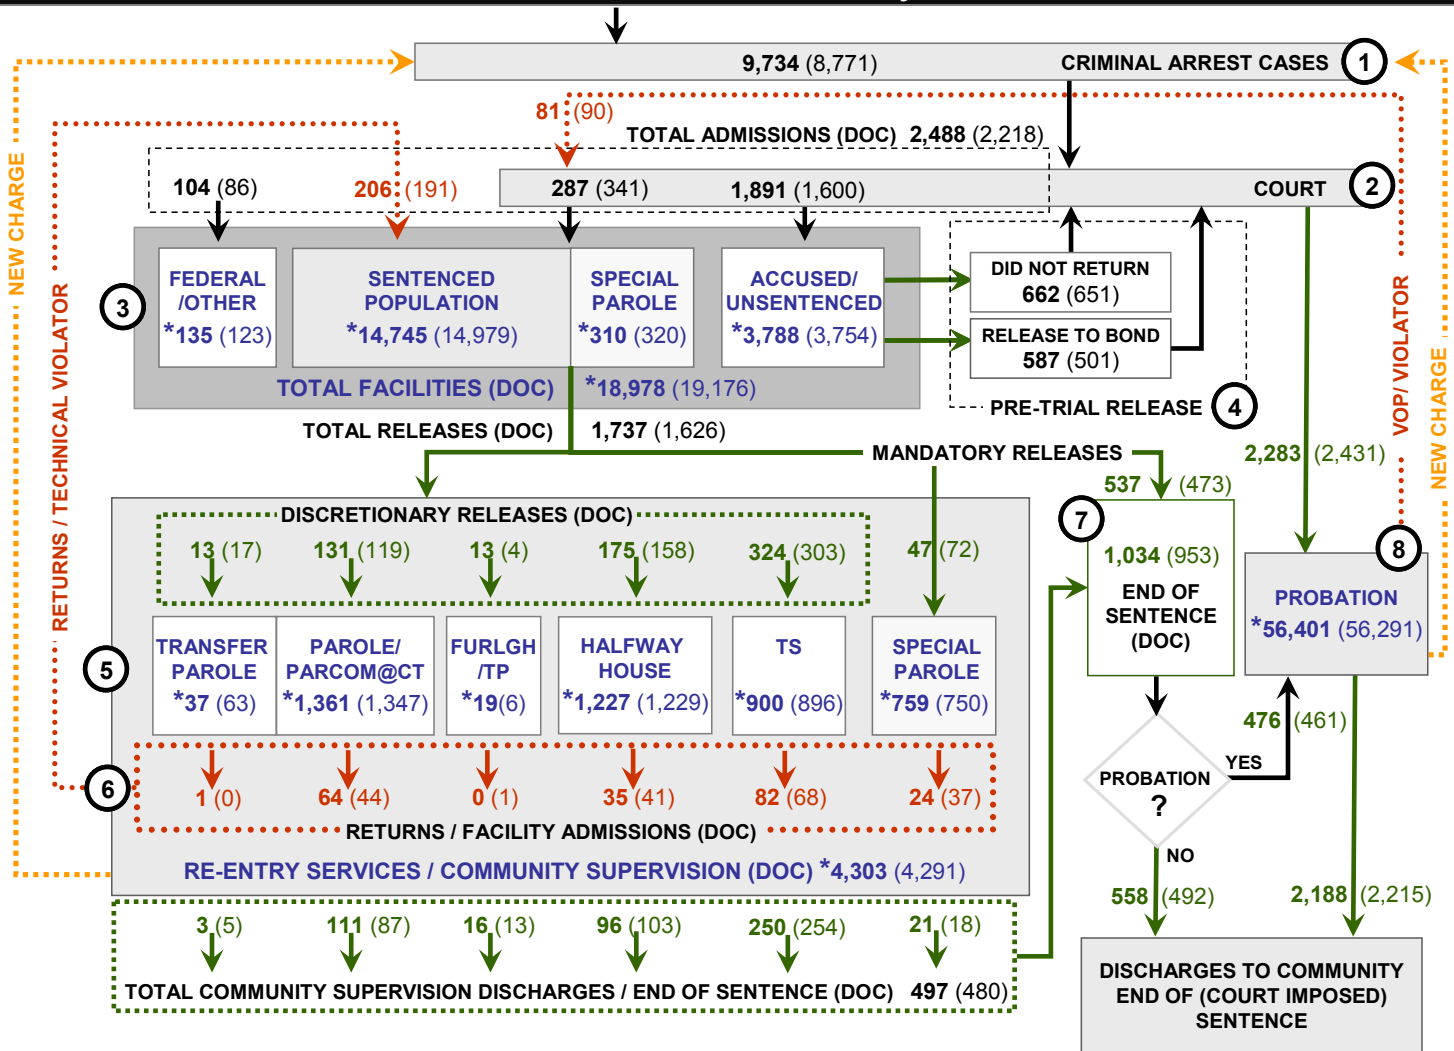 9,734 (8,771) CRIMINAL ARREST CASES 1
81 (90)
TOTAL ADMISSIONS (DOC) 2,488 (2,218)
104 (86) 206 (191) 287 (341) 1,891 (1,600) COURT 2
NEW CHARGE
RETURNS / TECHNICAL VIOLATOR
VOP/ VIOLATOR
NEW CHARGE
3
FEDERAL
/OTHER
*135 (123)
SENTENCED
POPULATION
*14,745 (14,979)
SPECIAL
PAROLE
*310 (320)
ACCUSED/
UNSENTENCED
*3,788 (3,754)
TOTAL FACILITIES (DOC) *18,978 (19,176)
DID NOT RETURN
662 (651)
RELEASE TO BOND
587 (501)
PRE-TRIAL RELEASE 4
TOTAL RELEASES (DOC) 1,737 (1,626)
MANDATORY RELEASES
2,283 (2,431)
537 (473)
DISCRETIONARY RELEASES (DOC)
13 (17) 131 (119) 13 (4) 175 (158) 324 (303) 47 (72)
7
1,034 (953)
END OF
SENTENCE
(DOC)
8
PROBATION
*56,401 (56,291)
5
TRANSFER
PAROLE
*37 (63)
PAROLE/
PARCOM@CT
*1,361 (1,347)
FURLGH
/TP
*19(6)
HALFWAY
HOUSE
*1,227 (1,229)
TS
*900 (896)
SPECIAL
PAROLE
*759 (750)
476 (461)
YES
PROBATION
?
NO
6
1 (0) 64 (44) 0 (1) 35 (41) 82 (68) 24 (37)
RETURNS / FACILITY ADMISSIONS (DOC)
RE-ENTRY SERVICES / COMMUNITY SUPERVISION (DOC) *4,303 (4,291)
558 (492)
2,188 (2,215)
3 (5) 111 (87) 16 (13) 96 (103) 250 (254) 21 (18)
TOTAL COMMUNITY SUPERVISION DISCHARGES / END OF SENTENCE (DOC) 497 (480)
DISCHARGES TO COMMUNITY
END OF (COURT IMPOSED)
SENTENCE